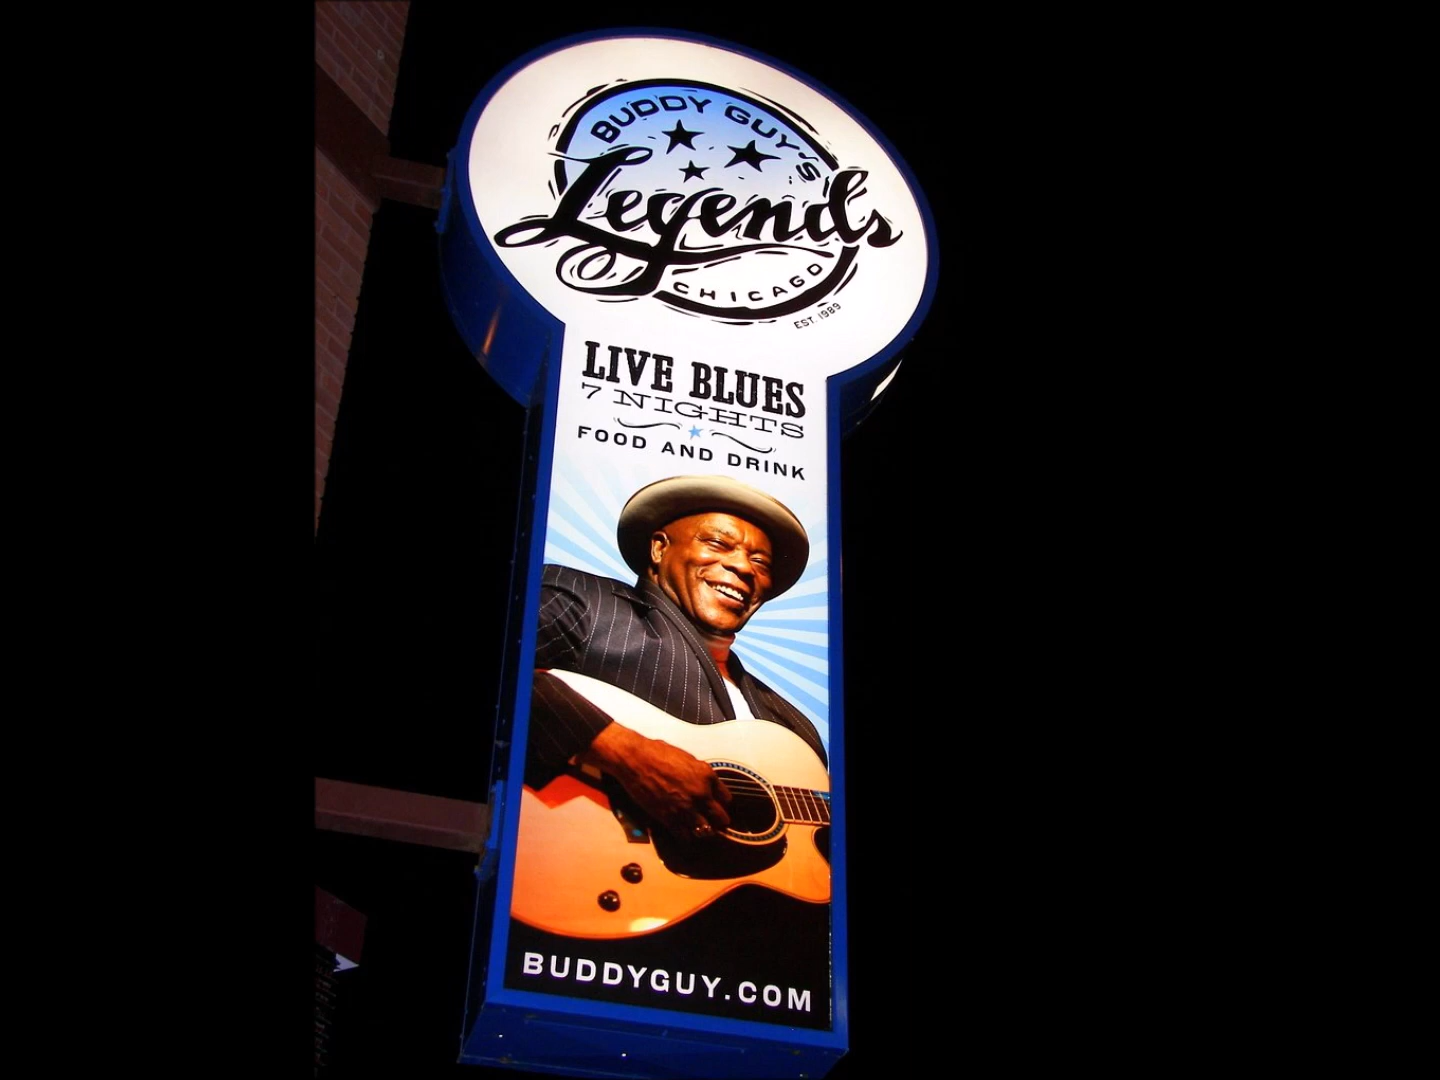 BUDDY GUY'S
Legends
CHICAGO
EST. 1989
LIVE BLUES
7 NIGHTS
FOOD AND DRINK
BUDDYGUY.COM